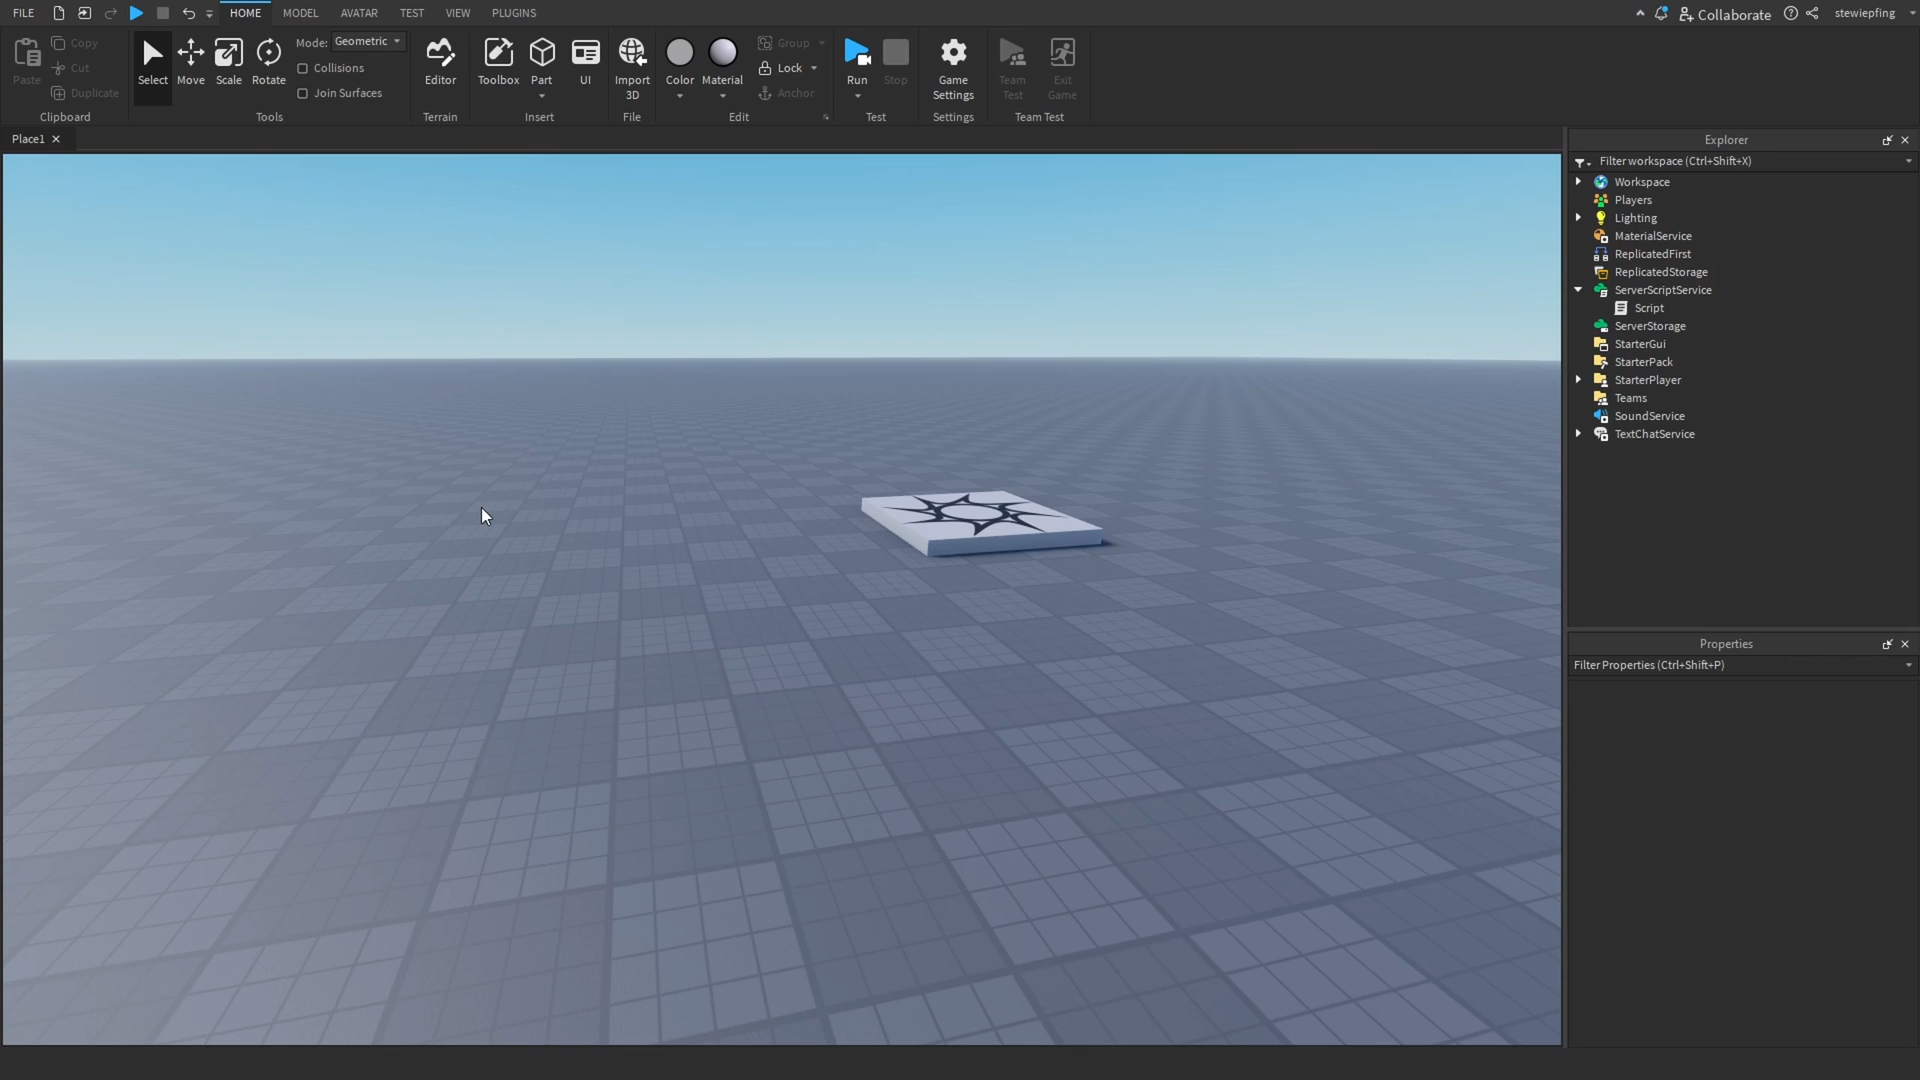 FILE HOME MODEL AVATAR TEST VIEW PLUGINS Collaborate stewiepfing
Paste
Copy
Cut
Duplicate
Clipboard
Select
Move
Scale
Rotate
Mode: Geometric
Collisions
Join Surfaces
Tools
Editor
Terrain
Toolbox
Part
UI
Insert
Import
3D
File
Color
Material
Group
Lock
Anchor
Edit
Run
Stop
Test
Game
Settings
Settings
Team
Test
Exit
Game
Team Test
Place1
Explorer
Filter workspace (Ctrl+Shift+X)
Workspace
Players
Lighting
MaterialService
ReplicatedFirst
ReplicatedStorage
ServerScriptService
Script
ServerStorage
StarterGui
StarterPack
StarterPlayer
Teams
SoundService
TextChatService
Properties
Filter Properties (Ctrl+Shift+P)